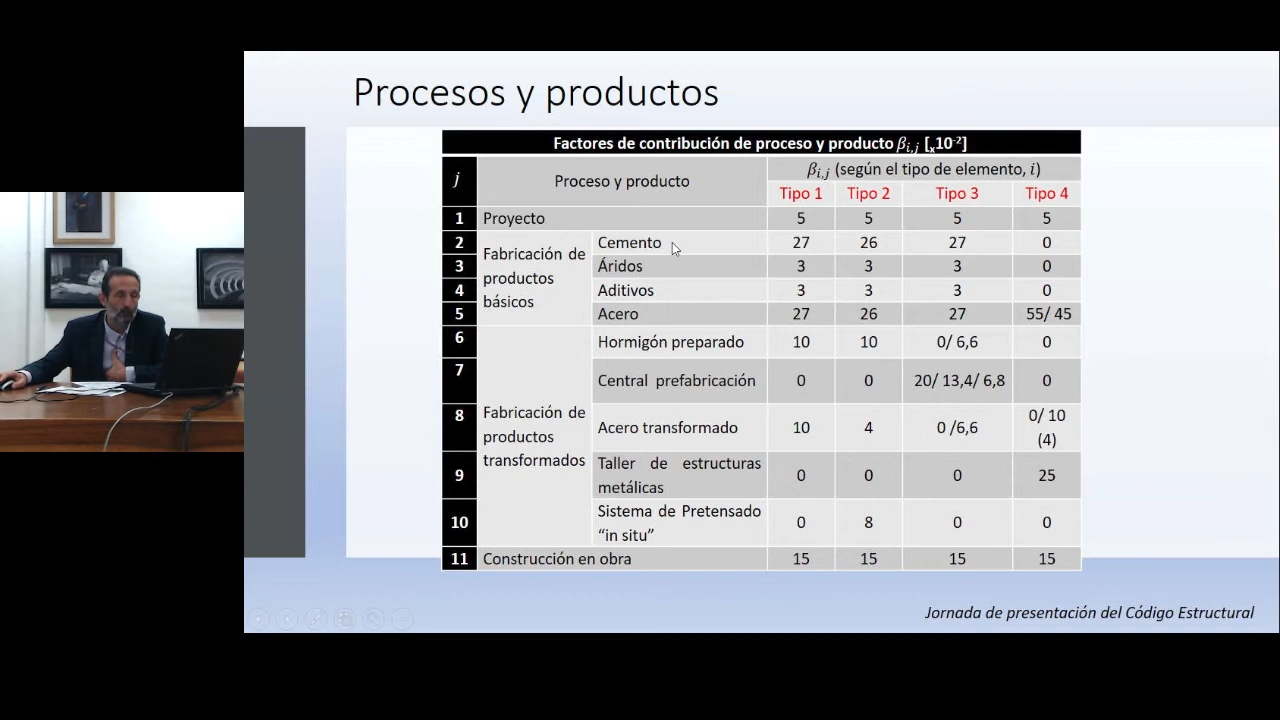 Procesos y productos
Factores de contribución de proceso y producto βi,j [x10-2]
j
Proceso y producto
βi,j (según el tipo de elemento, i)
Tipo 1 Tipo 2 Tipo 3 Tipo 4
1 Proyecto 5 5 5 5
Fabricación de productos básicos
2 Cemento 27 26 27 0
3 Áridos 3 3 3 0
4 Aditivos 3 3 3 0
5 Acero 27 26 27 55/ 45
Fabricación de productos transformados
6 Hormigón preparado 10 10 0/ 6,6 0
7 Central prefabricación 0 0 20/ 13,4/ 6,8 0
8 Acero transformado 10 4 0 /6,6 0/ 10 (4)
9 Taller de estructuras metálicas 0 0 0 25
10 Sistema de Pretensado “in situ” 0 8 0 0
11 Construcción en obra 15 15 15 15
Jornada de presentación del Código Estructural